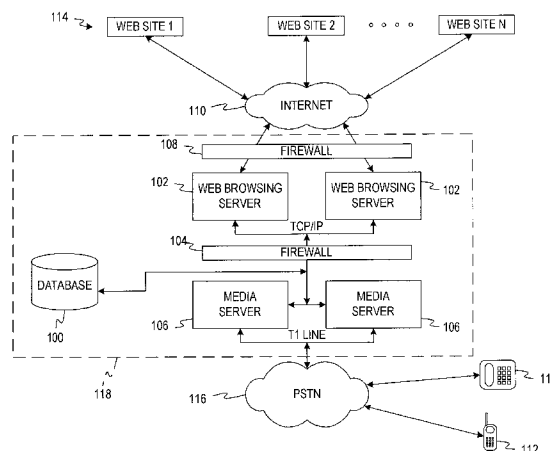 114
WEB SITE 1
WEB SITE 2
WEB SITE N
110
INTERNET
108
FIREWALL
102
WEB BROWSING SERVER
WEB BROWSING SERVER
102
TCP/IP
104
FIREWALL
DATABASE
100
MEDIA SERVER
MEDIA SERVER
106
106
T1 LINE
118
116
PSTN
11
112